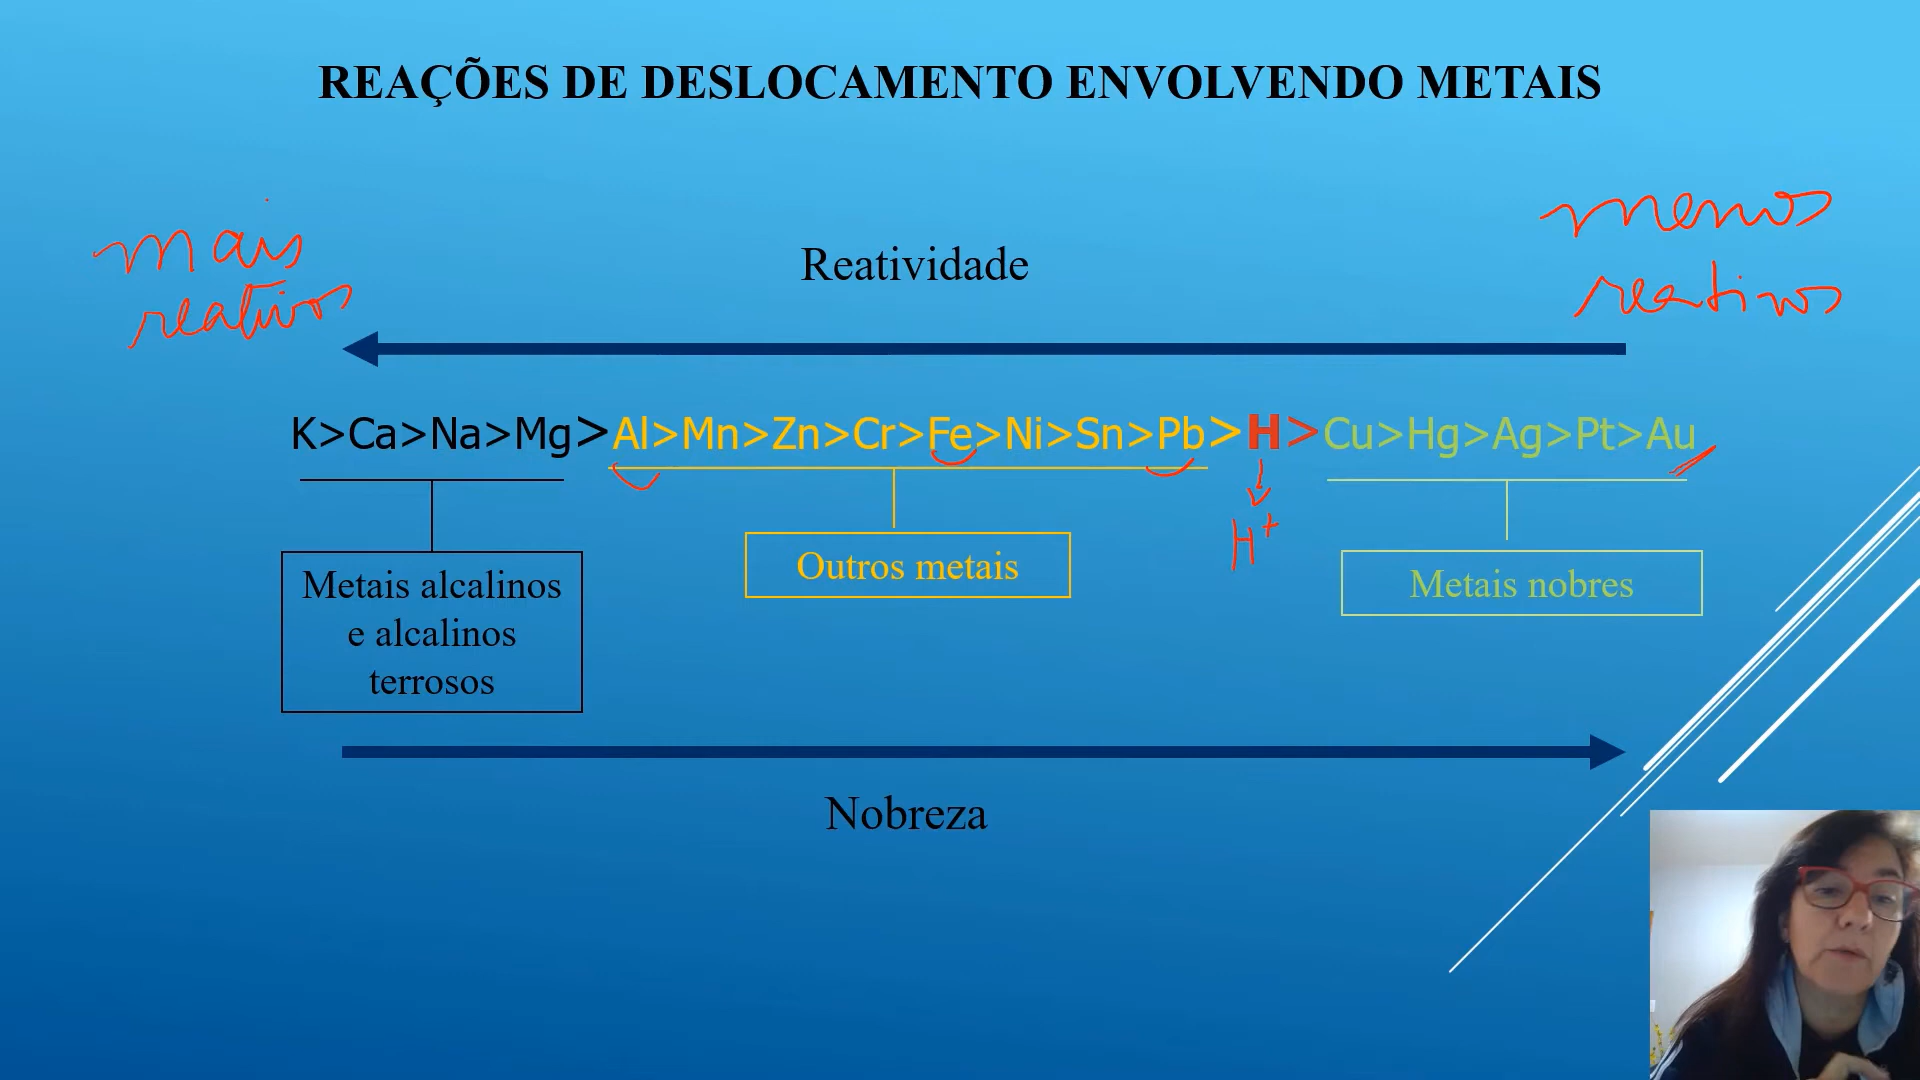 REAÇÕES DE DESLOCAMENTO ENVOLVENDO METAIS
mais
reativos
Reatividade
menos
reativos
K>Ca>Na>Mg>Al>Mn>Zn>Cr>Fe>Ni>Sn>Pb>H>Cu>Hg>Ag>Pt>Au
H+
Metais alcalinos
e alcalinos
terrosos
Outros metais
Metais nobres
Nobreza